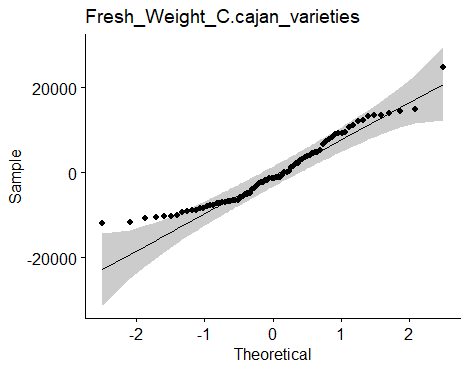 Fresh_Weight_C.cajan_varieties
20000
0
-20000
Sample
-2
-1
0
1
2
Theoretical